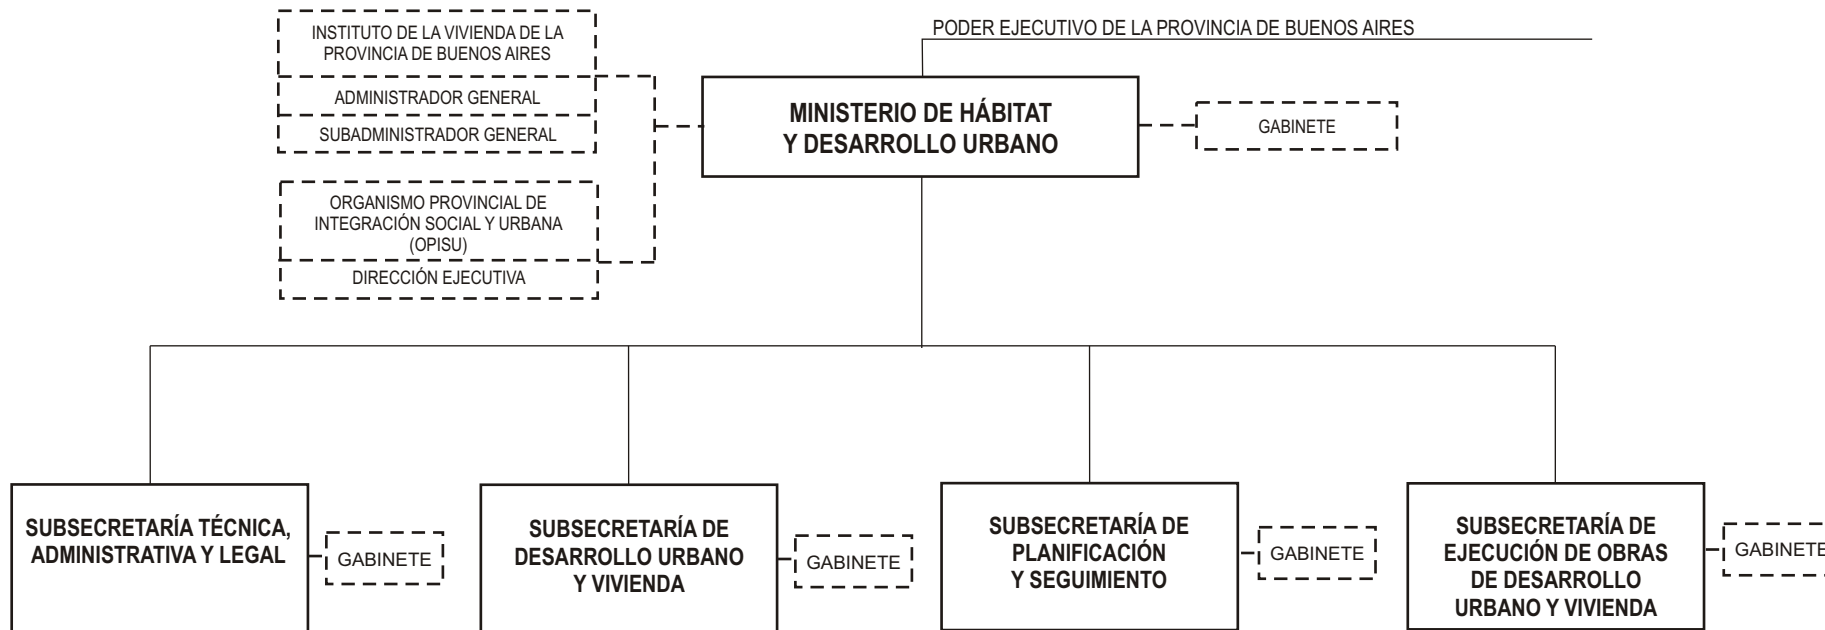 PODER EJECUTIVO DE LA PROVINCIA DE BUENOS AIRES
INSTITUTO DE LA VIVIENDA DE LA
PROVINCIA DE BUENOS AIRES
ADMINISTRADOR GENERAL
SUBADMINISTRADOR GENERAL
MINISTERIO DE HÁBITAT
Y DESARROLLO URBANO
GABINETE
ORGANISMO PROVINCIAL DE
INTEGRACIÓN SOCIAL Y URBANA
(OPISU)
DIRECCIÓN EJECUTIVA
SUBSECRETARÍA TÉCNICA,
ADMINISTRATIVA Y LEGAL
GABINETE
SUBSECRETARÍA DE
DESARROLLO URBANO
Y VIVIENDA
GABINETE
SUBSECRETARÍA DE
PLANIFICACIÓN
Y SEGUIMIENTO
GABINETE
SUBSECRETARÍA DE
EJECUCIÓN DE OBRAS
DE DESARROLLO
URBANO Y VIVIENDA
GABINETE